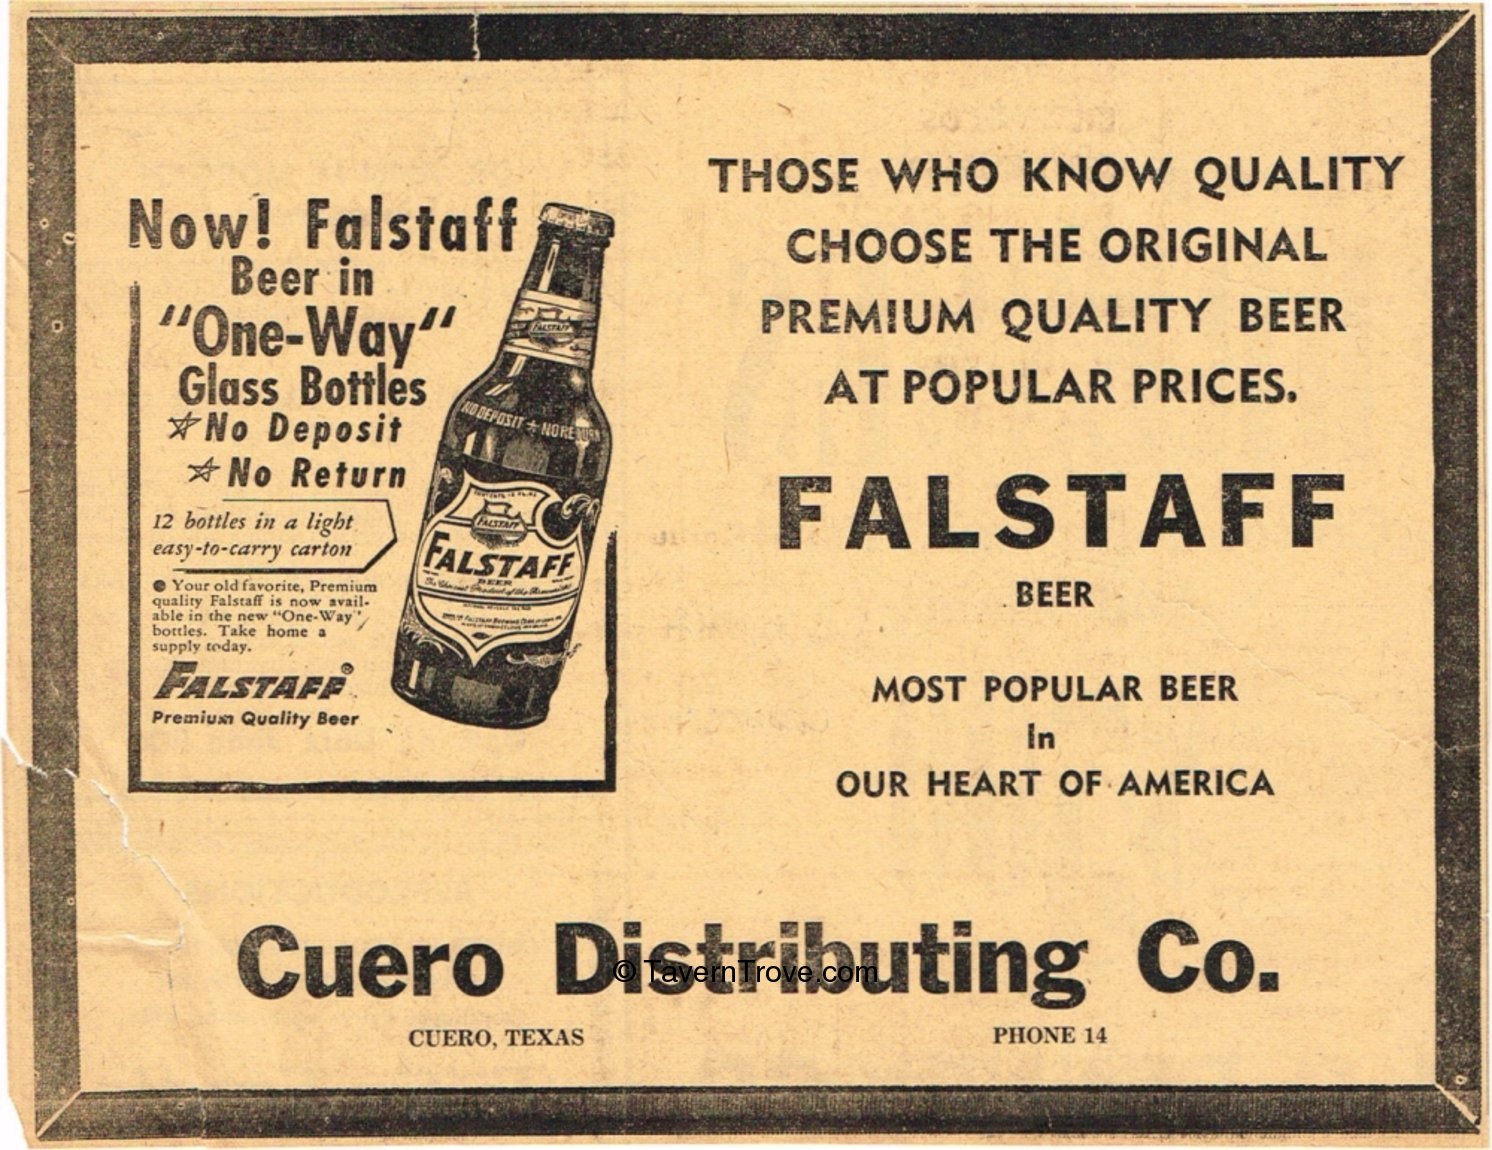 Now! Falstaff
Beer in
"One-Way"
Glass Bottles
No Deposit
No Return
12 bottles in a light
easy-to-carry carton
Your old favorite, Premium
quality Falstaff is now avail-
able in the new "One-Way"
bottles. Take home a
supply today.
FALSTAFF®
Premium Quality Beer
FALSTAFF
NO DEPOSIT NO RETURN
FALSTAFF
FALSTAFF
BEER
THOSE WHO KNOW QUALITY
CHOOSE THE ORIGINAL
PREMIUM QUALITY BEER
AT POPULAR PRICES.
FALSTAFF
BEER
MOST POPULAR BEER
In
OUR HEART OF AMERICA
Cuero Distributing Co.
© TavernTrove.com
CUERO, TEXAS
PHONE 14